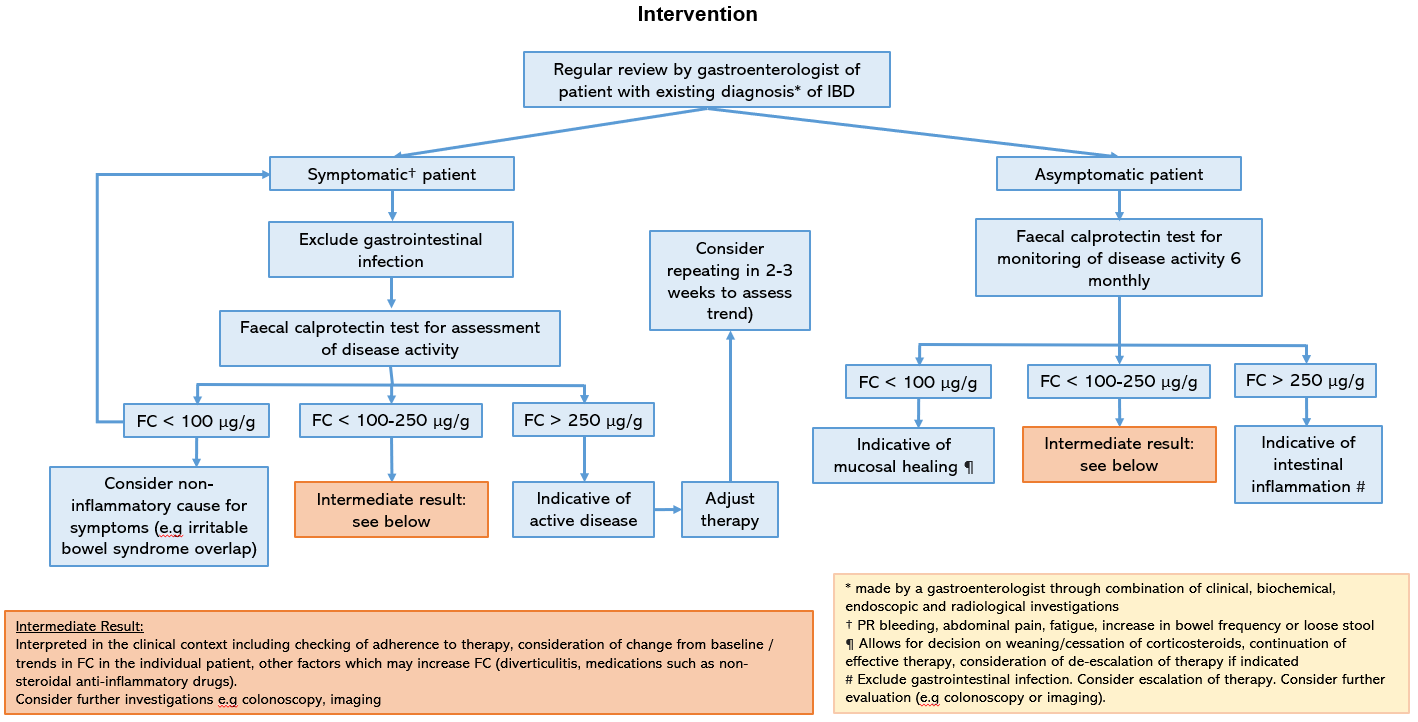 Intervention
Regular review by gastroenterologist of
patient with existing diagnosis* of IBD
Symptomatic† patient
Asymptomatic patient
Exclude gastrointestinal
infection
Faecal calprotectin test for
monitoring of disease activity 6
monthly
Consider
repeating in 2-3
weeks to assess
trend)
Faecal calprotectin test for assessment
of disease activity
FC < 100 µg/g
FC < 100-250 µg/g
FC > 250 µg/g
FC < 100 µg/g
FC < 100-250 µg/g
FC > 250 µg/g
Indicative of
mucosal healing ¶
Intermediate result:
see below
Indicative of
intestinal
inflammation #
Consider non-
inflammatory cause for
symptoms (e.g irritable
bowel syndrome overlap)
Intermediate result:
see below
Indicative of
active disease
Adjust
therapy
Intermediate Result:
Interpreted in the clinical context including checking of adherence to therapy, consideration of change from baseline /
trends in FC in the individual patient, other factors which may increase FC (diverticulitis, medications such as non-
steroidal anti-inflammatory drugs).
Consider further investigations e.g colonoscopy, imaging
* made by a gastroenterologist through combination of clinical, biochemical,
endoscopic and radiological investigations
† PR bleeding, abdominal pain, fatigue, increase in bowel frequency or loose stool
¶ Allows for decision on weaning/cessation of corticosteroids, continuation of
effective therapy, consideration of de-escalation of therapy if indicated
# Exclude gastrointestinal infection. Consider escalation of therapy. Consider further
evaluation (e.g colonoscopy or imaging).